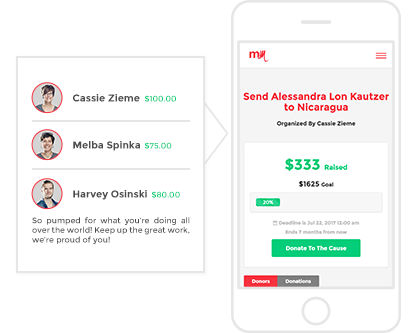 Cassie Zieme $100.00
Melba Spinka $75.00
Harvey Osinski $80.00
So pumped for what you're doing all
over the world! Keep up the great work,
we're proud of you!
m
Send Alessandra Lon Kautzer
to Nicaragua
Organized By Cassie Zieme
$333 Raised
$1625 Goal
20%
Deadline is Jul 22, 2017 12:00 am
Ends 7 months from now
Donate To The Cause
Donors Donations